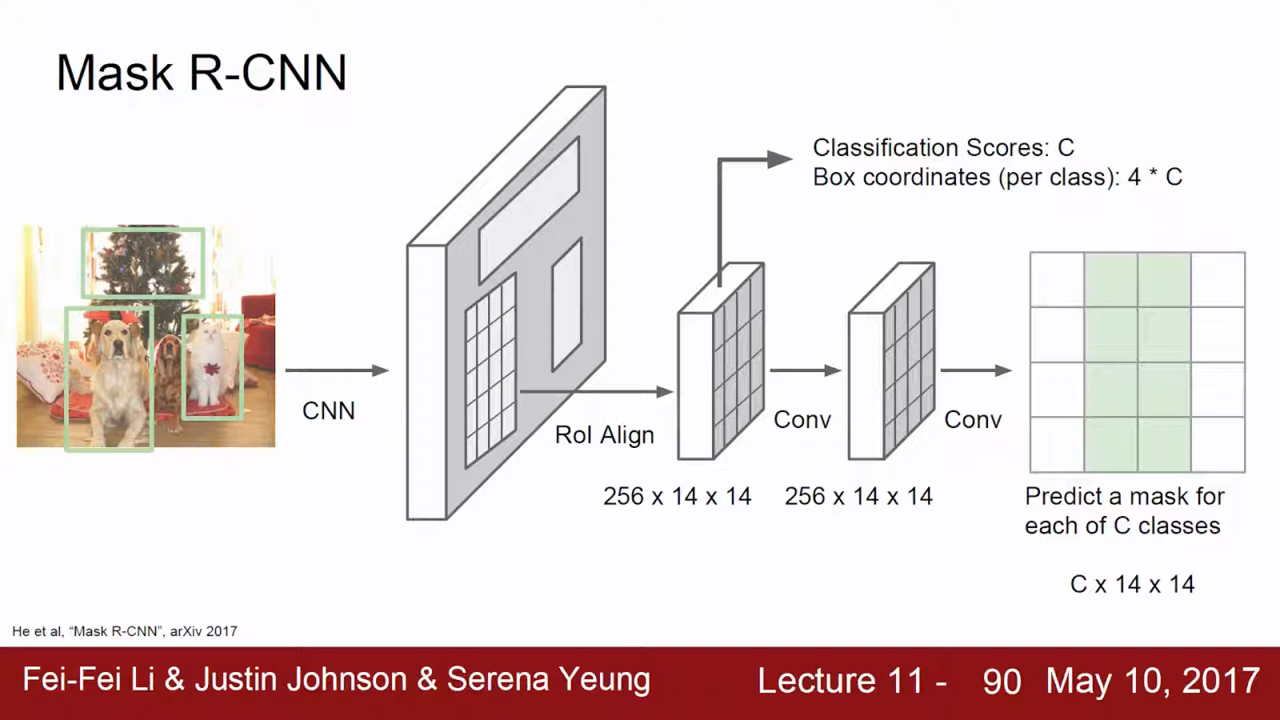 Mask R-CNN
Classification Scores: C
Box coordinates (per class): 4 * C
CNN
RoI Align
Conv
Conv
256 x 14 x 14
256 x 14 x 14
Predict a mask for
each of C classes
C x 14 x 14
He et al, “Mask R-CNN”, arXiv 2017
Fei-Fei Li & Justin Johnson & Serena Yeung
Lecture 11 - 90 May 10, 2017